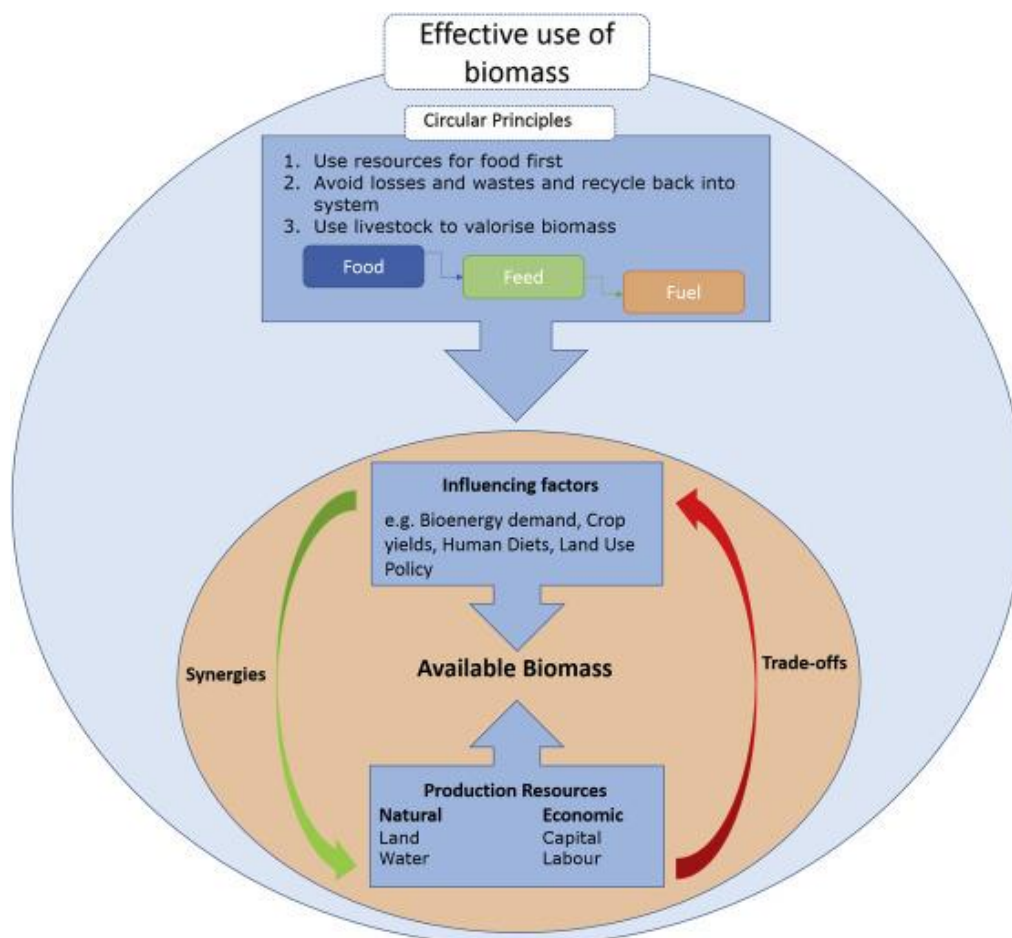 Effective use of
biomass
Circular Principles
1. Use resources for food first
2. Avoid losses and wastes and recycle back into
system
3. Use livestock to valorise biomass
Food
Feed
Fuel
Influencing factors
e.g. Bioenergy demand, Crop
yields, Human Diets, Land Use
Policy
Synergies
Available Biomass
Trade-offs
Production Resources
Natural Economic
Land Capital
Water Labour